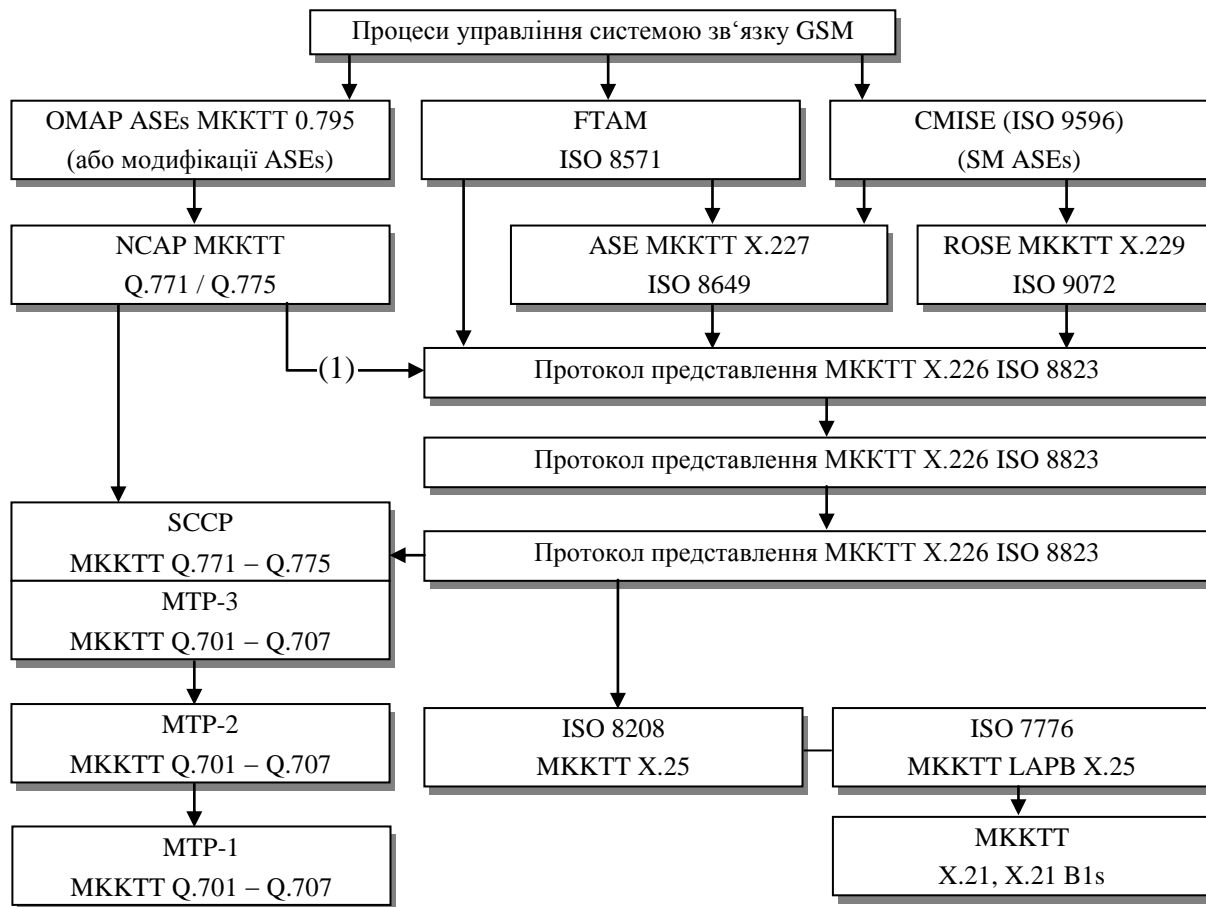 Процеси управління системою зв‘язку GSM
OMAP ASEs МККТТ 0.795
(або модифікації ASEs)
FTAM
ISO 8571
CMISE (ISO 9596)
(SM ASEs)
NCAP МККТТ
Q.771 / Q.775
ASE МККТТ X.227
ISO 8649
ROSE МККТТ X.229
ISO 9072
(1)
Протокол представлення МККТТ X.226 ISO 8823
Протокол представлення МККТТ X.226 ISO 8823
Протокол представлення МККТТ X.226 ISO 8823
SCCP
МККТТ Q.771 – Q.775
MTP-3
МККТТ Q.701 – Q.707
MTP-2
МККТТ Q.701 – Q.707
ISO 8208
МККТТ X.25
ISO 7776
МККТТ LAPB X.25
MTP-1
МККТТ Q.701 – Q.707
МККТТ
X.21, X.21 B1s